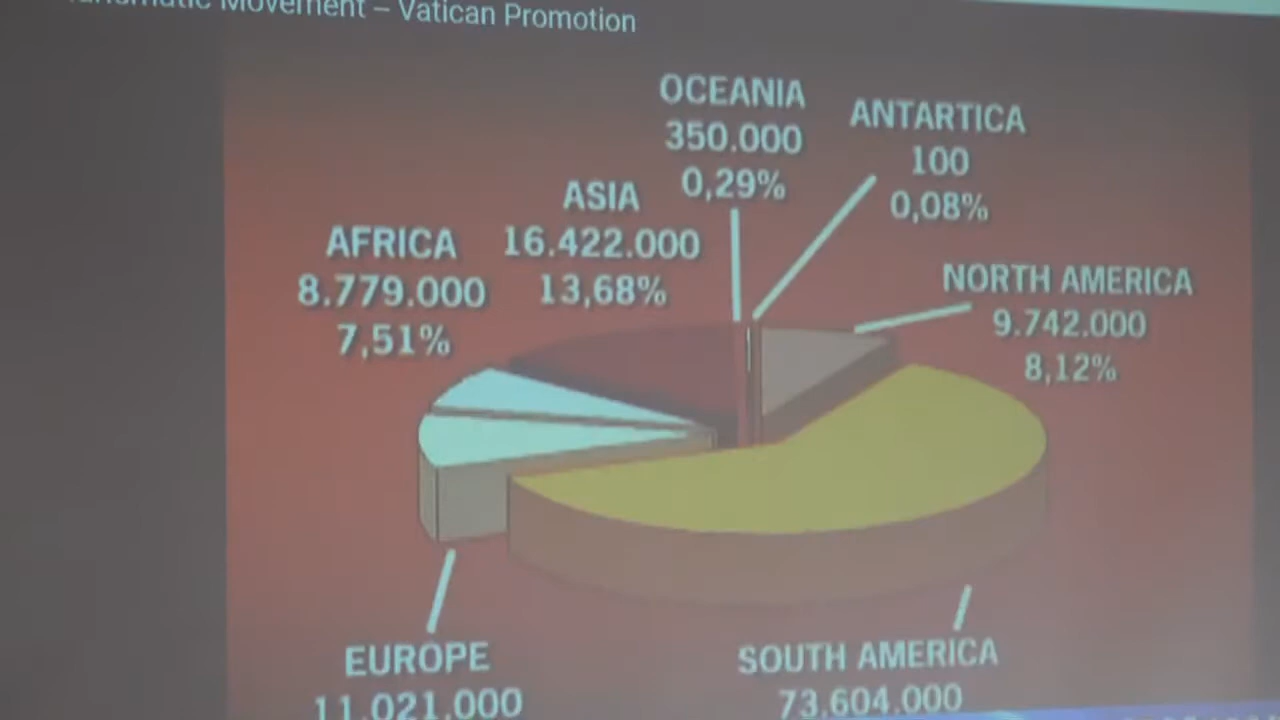 Movement – Vatican Promotion
OCEANIA
350.000
0,29%
ANTARTICA
100
0,08%
ASIA
16.422.000
13,68%
AFRICA
8.779.000
7,51%
NORTH AMERICA
9.742.000
8,12%
EUROPE
11.021.000
SOUTH AMERICA
73.604.000